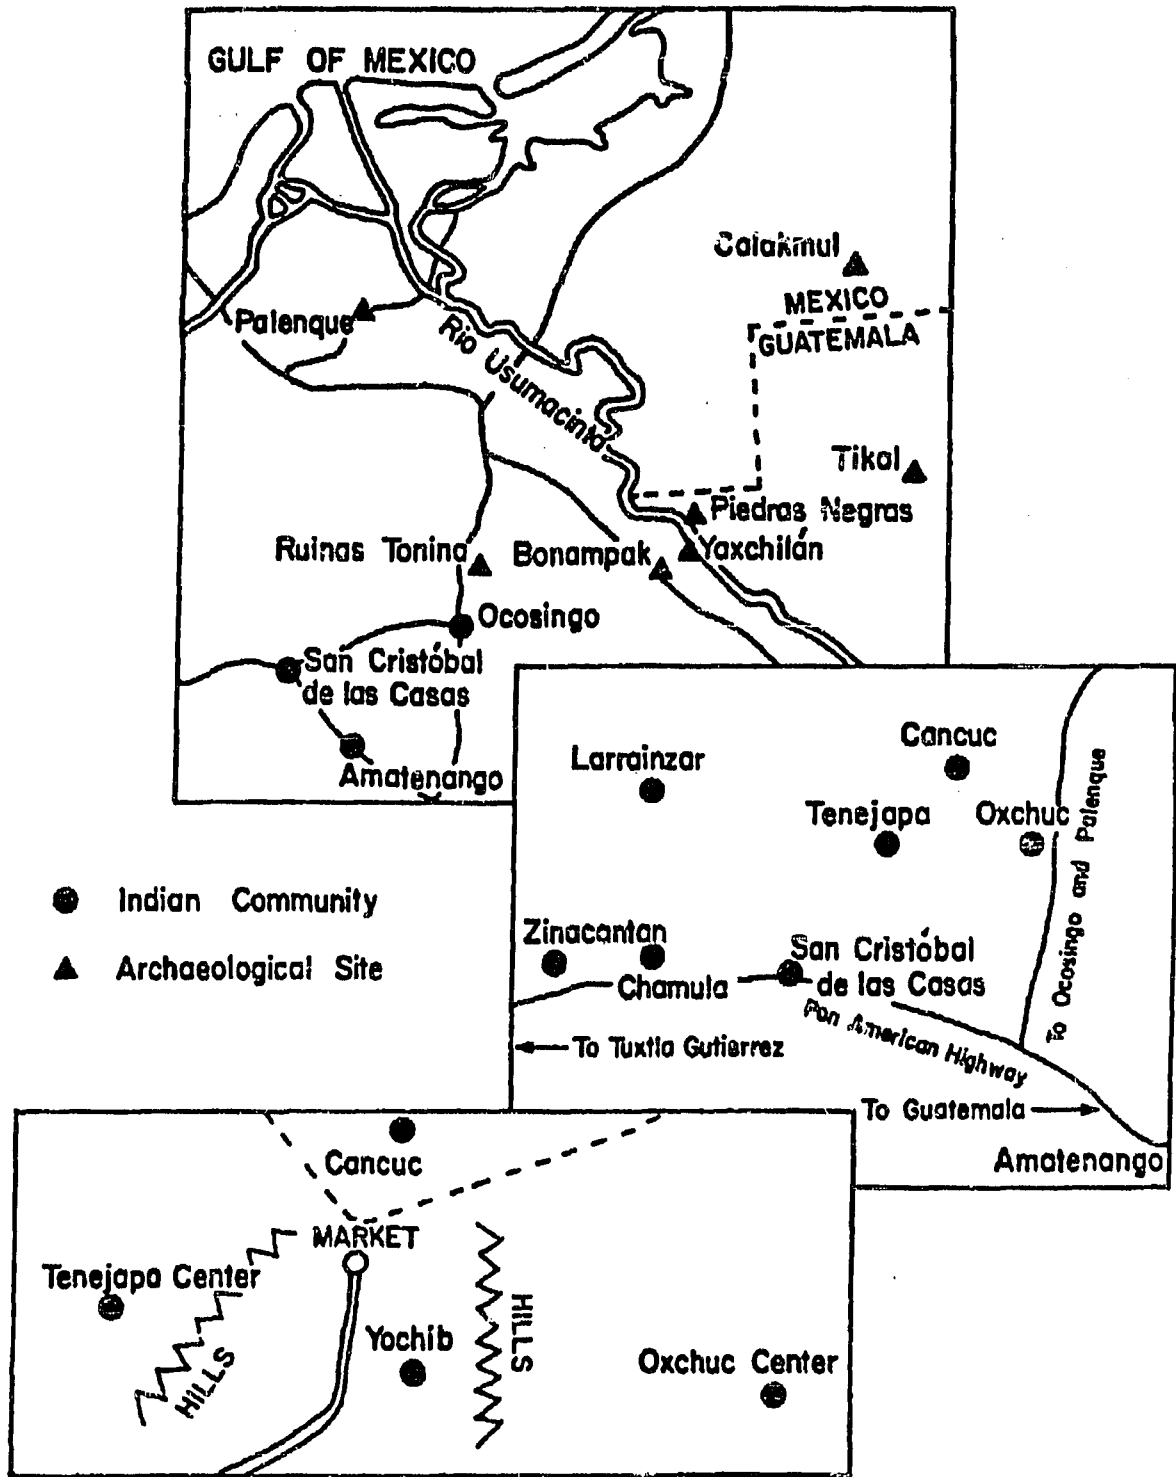 GULF OF MEXICO
Calakmul
MEXICO
GUATEMALA
Palenque
Rio Usumacinta
Tikal
Piedras Negras
Ruinas Tonina
Bonampak
Yaxchilán
Ocosingo
San Cristóbal
de las Casas
Amatenango
Larrainzar
Cancuc
Tenejapa
Oxchuc
To Ocosingo and Palenque
Indian Community
Archaeological Site
Zinacantan
Chamula
San Cristóbal
de las Casas
Pan American Highway
To Tuxtla Gutierrez
To Guatemala
Amatenango
Cancuc
MARKET
Tenejapa Center
HILLS
Yochib
HILLS
Oxchuc Center